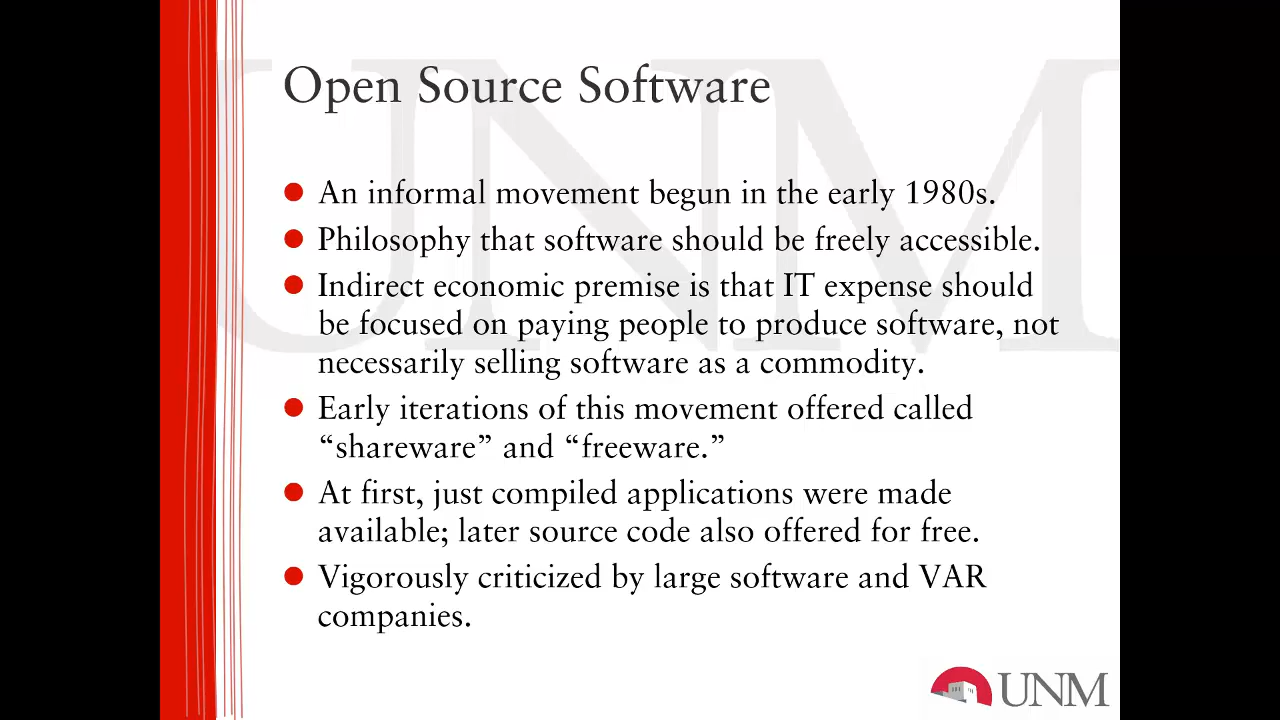 Open Source Software
An informal movement begun in the early 1980s.
Philosophy that software should be freely accessible.
Indirect economic premise is that IT expense should
be focused on paying people to produce software, not
necessarily selling software as a commodity.
Early iterations of this movement offered called
“shareware” and “freeware.”
At first, just compiled applications were made
available; later source code also offered for free.
Vigorously criticized by large software and VAR
companies.
UNM
UNM